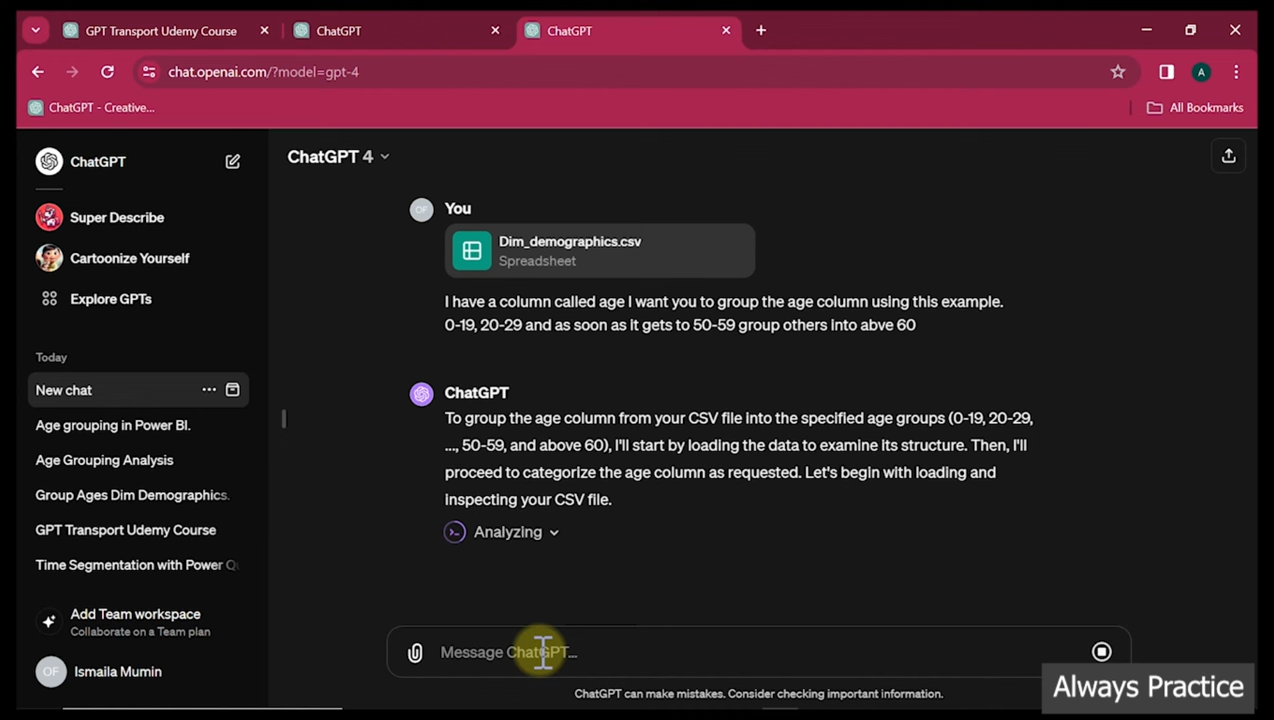 GPT Transport Udemy Course
ChatGPT
ChatGPT
chat.openai.com/?model=gpt-4
A
ChatGPT - Creative...
All Bookmarks
ChatGPT
ChatGPT 4
Super Describe
Cartoonize Yourself
Explore GPTs
Today
New chat
Age grouping in Power BI.
Age Grouping Analysis
Group Ages Dim Demographics.
GPT Transport Udemy Course
Time Segmentation with Power Q
Add Team workspace
Collaborate on a Team plan
OF
Ismaila Mumin
OF
You
Dim_demographics.csv
Spreadsheet
I have a column called age I want you to group the age column using this example.
0-19, 20-29 and as soon as it gets to 50-59 group others into abve 60
ChatGPT
To group the age column from your CSV file into the specified age groups (0-19, 20-29,
..., 50-59, and above 60), I'll start by loading the data to examine its structure. Then, I'll
proceed to categorize the age column as requested. Let's begin with loading and
inspecting your CSV file.
Analyzing
Message ChatGPT...
ChatGPT can make mistakes. Consider checking important information.
Always Practice